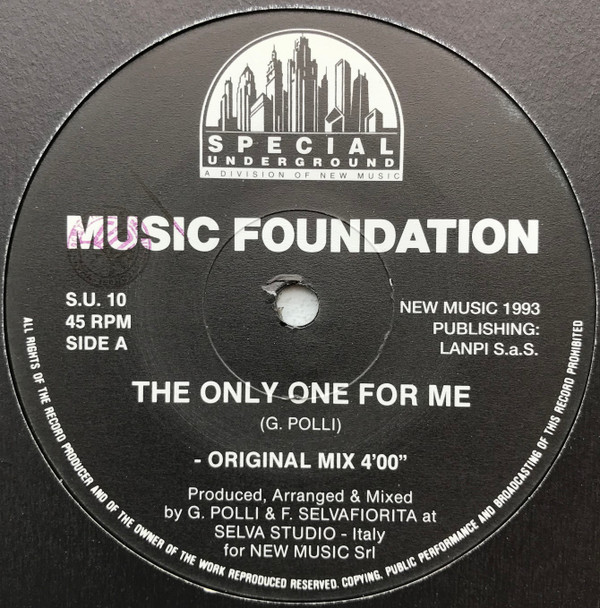 SPECIAL
UNDERGROUND
A DIVISION OF NEW MUSIC
MUSIC FOUNDATION
S.U. 10
45 RPM
SIDE A
NEW MUSIC 1993
PUBLISHING:
LANPI S.a.S.
THE ONLY ONE FOR ME
(G. POLLI)
- ORIGINAL MIX 4'00"
Produced, Arranged & Mixed
by G. POLLI & F. SELVAFIORITA at
SELVA STUDIO - Italy
for NEW MUSIC Srl
ALL RIGHTS OF THE RECORD PRODUCER AND OF THE OWNER OF THE WORK REPRODUCED RESERVED. COPYING, PUBLIC PERFORMANCE AND BROADCASTING OF THIS RECORD PROHIBITED